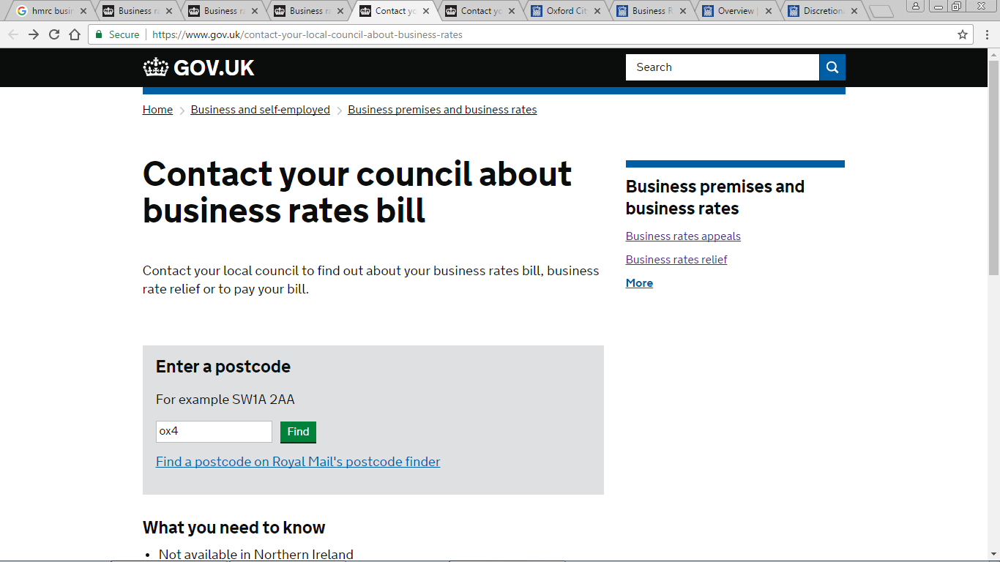 hmrc busin
Business ra
Business ra
Business ra
Contact yo
Contact yo
Oxford Cit
Business R
Overview |
Discretiona
Secure
https://www.gov.uk/contact-your-local-council-about-business-rates
GOV.UK
Search
Home
Business and self-employed
Business premises and business rates
Contact your council about
business rates bill
Contact your local council to find out about your business rates bill, business
rate relief or to pay your bill.
Enter a postcode
For example SW1A 2AA
ox4
Find
Find a postcode on Royal Mail's postcode finder
What you need to know
• Not available in Northern Ireland
Business premises and
business rates
Business rates appeals
Business rates relief
More